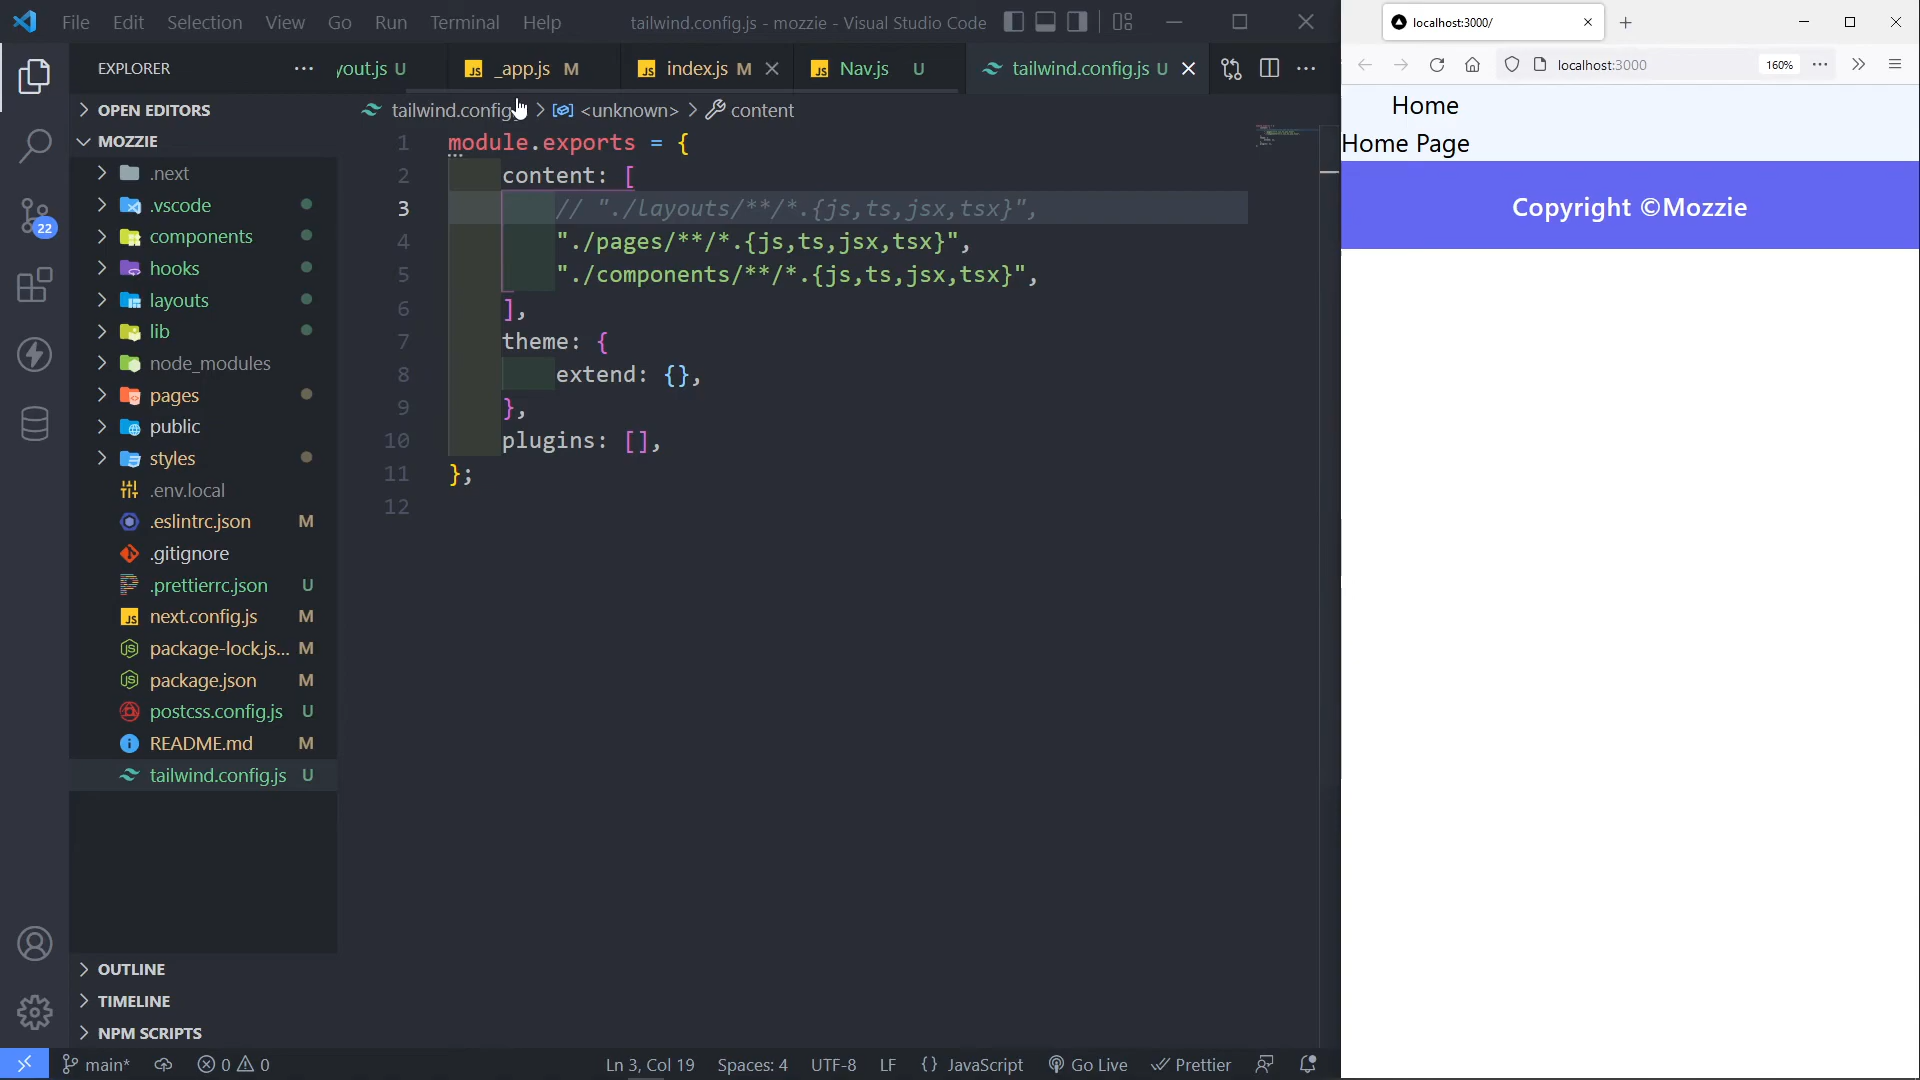 File Edit Selection View Go Run Terminal Help
tailwind.config.js - mozzie - Visual Studio Code
EXPLORER ···
yout.js U
JS _app.js M
JS index.js M
JS Nav.js U
tailwind.config.js U
OPEN EDITORS
MOZZIE
.next
.vscode
components
hooks
layouts
lib
node_modules
pages
public
styles
.env.local
.eslintrc.json M
.gitignore
.prettierrc.json U
JS next.config.js M
package-lock.js... M
package.json M
postcss.config.js U
README.md M
tailwind.config.js U
OUTLINE
TIMELINE
NPM SCRIPTS
22
tailwind.config > <unknown> > content
1 module.exports = {
2 content: [
3 // "./layouts/**/*.{js,ts,jsx,tsx}",
4 "./pages/**/*.{js,ts,jsx,tsx}",
5 "./components/**/*.{js,ts,jsx,tsx}",
6 ],
7 theme: {
8 extend: {},
9 },
10 plugins: [],
11 };
12
main* 0 0
Ln 3, Col 19 Spaces: 4 UTF-8 LF {} JavaScript Go Live Prettier
localhost:3000/
localhost:3000 160%
Home
Home Page
Copyright ©Mozzie